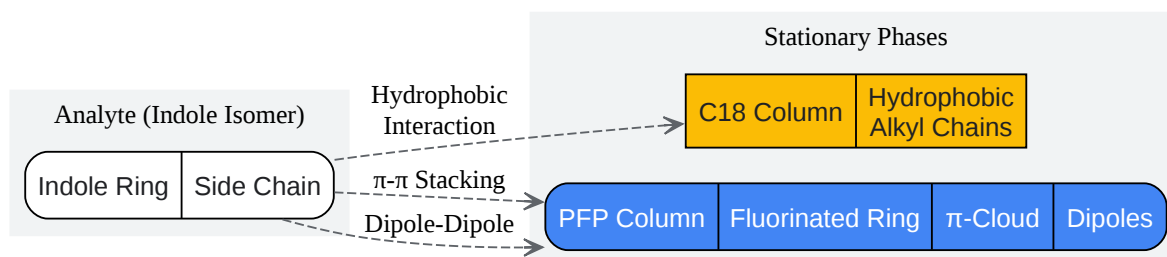 Stationary Phases
Analyte (Indole Isomer)
Hydrophobic
Interaction
C18 Column
Hydrophobic
Alkyl Chains
Indole Ring
Side Chain
π-π Stacking
Dipole-Dipole
PFP Column
Fluorinated Ring
π-Cloud
Dipoles